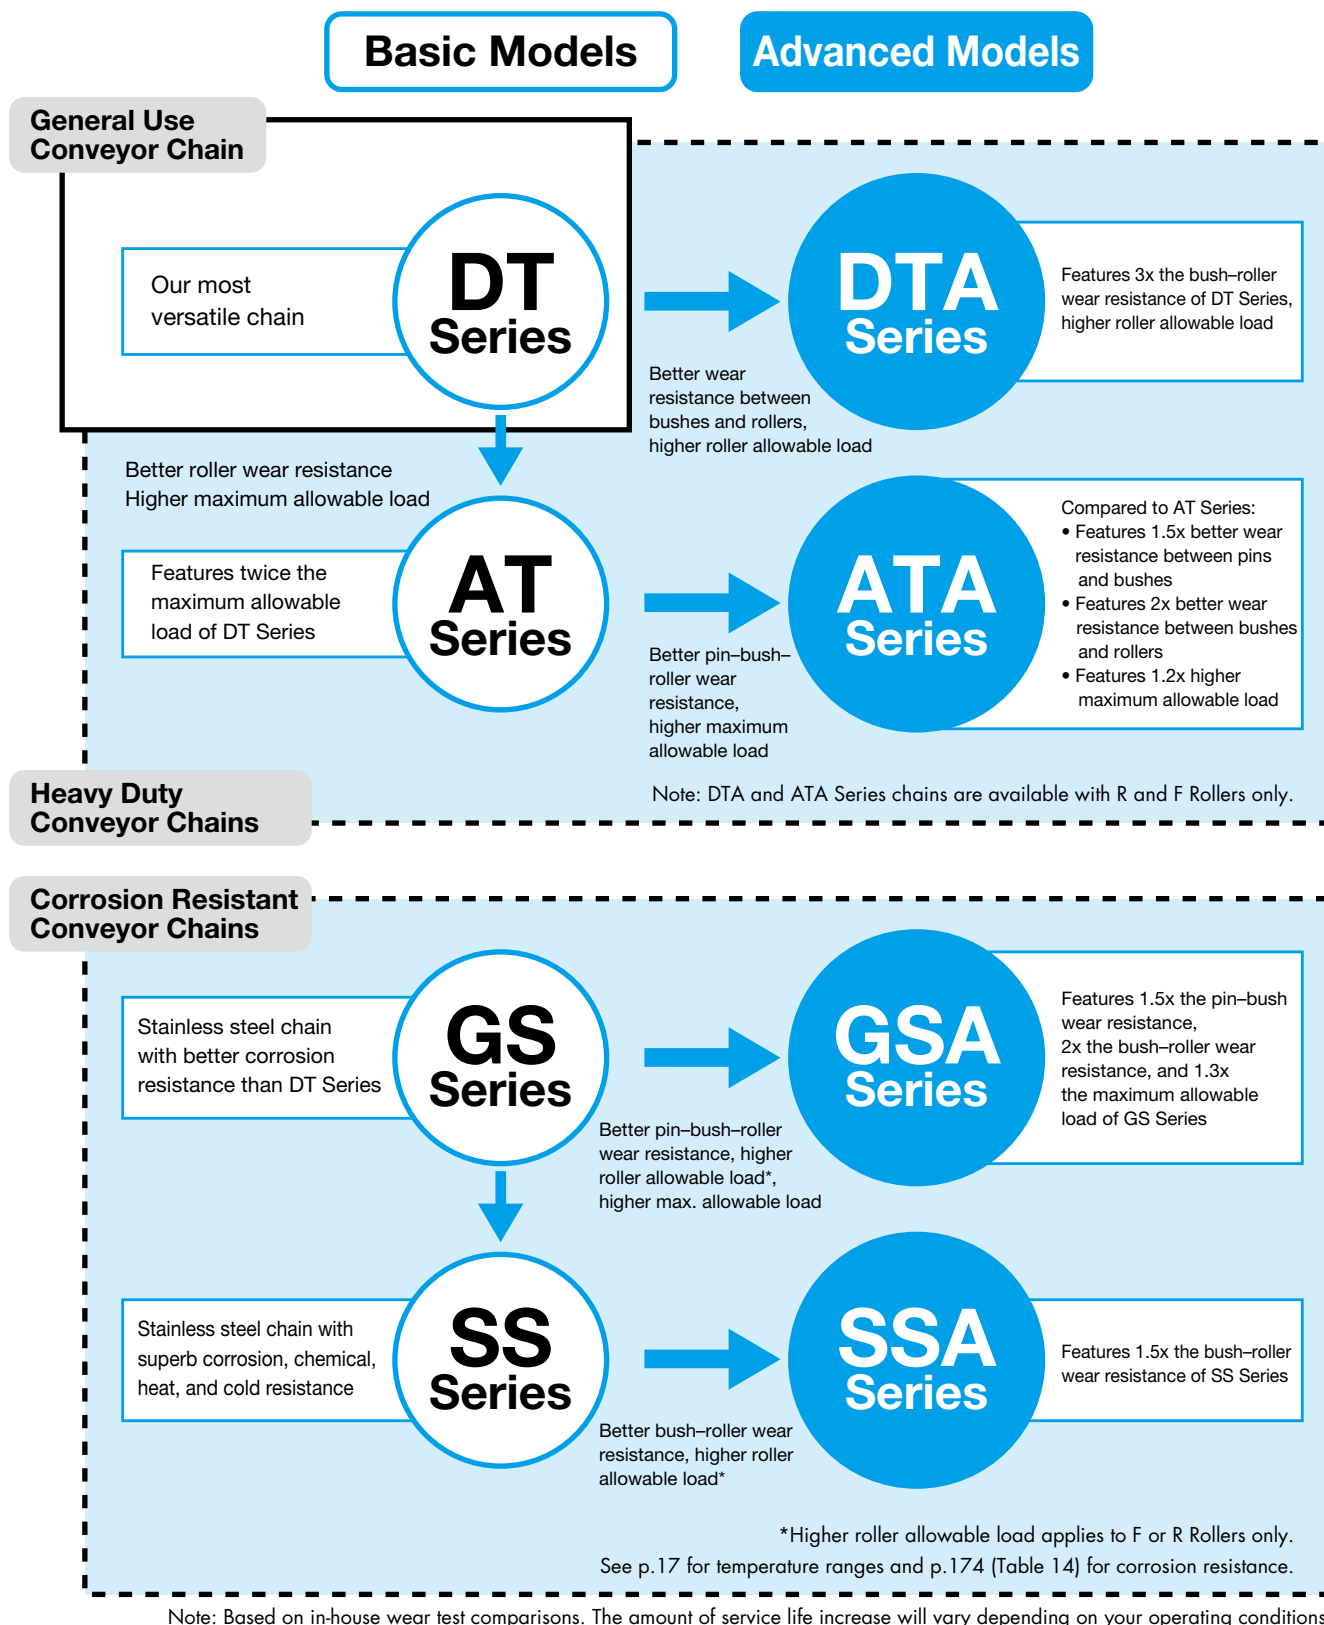 Basic Models
Advanced Models
General Use
Conveyor Chain
Our most
versatile chain
DT
Series
DTA
Series
Features 3x the bush–roller
wear resistance of DT Series,
higher roller allowable load
Better wear
resistance between
bushes and rollers,
higher roller allowable load
Better roller wear resistance
Higher maximum allowable load
Features twice the
maximum allowable
load of DT Series
AT
Series
ATA
Series
Compared to AT Series:
• Features 1.5x better wear
resistance between pins
and bushes
• Features 2x better wear
resistance between bushes
and rollers
• Features 1.2x higher
maximum allowable load
Better pin–bush–
roller wear
resistance,
higher maximum
allowable load
Heavy Duty
Conveyor Chains
Note: DTA and ATA Series chains are available with R and F Rollers only.
Corrosion Resistant
Conveyor Chains
Stainless steel chain
with better corrosion
resistance than DT Series
GS
Series
GSA
Series
Features 1.5x the pin–bush
wear resistance,
2x the bush–roller wear
resistance, and 1.3x
the maximum allowable
load of GS Series
Better pin–bush–roller
wear resistance, higher
roller allowable load*,
higher max. allowable load
Stainless steel chain with
superb corrosion, chemical,
heat, and cold resistance
SS
Series
SSA
Series
Features 1.5x the bush–roller
wear resistance of SS Series
Better bush–roller wear
resistance, higher roller
allowable load*
*Higher roller allowable load applies to F or R Rollers only.
See p.17 for temperature ranges and p.174 (Table 14) for corrosion resistance.
Note: Based on in-house wear test comparisons. The amount of service life increase will vary depending on your operating conditions